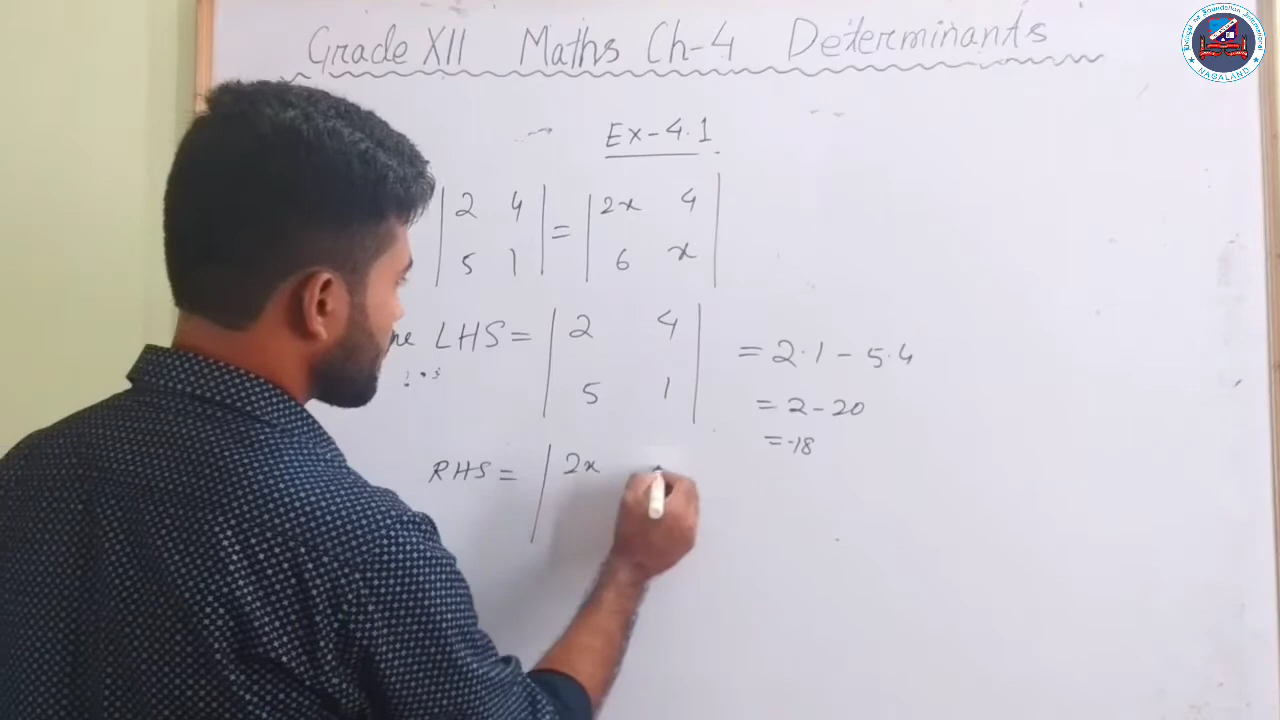 Grade XII Maths Ch-4 Determinants
Ex-4.1
| 2 4 | = | 2x 4 |
| 5 1 | | 6 x |
LHS = | 2 4 | = 2·1 - 5·4
| 5 1 | = 2 - 20
= -18
RHS = | 2x
NAGALAND